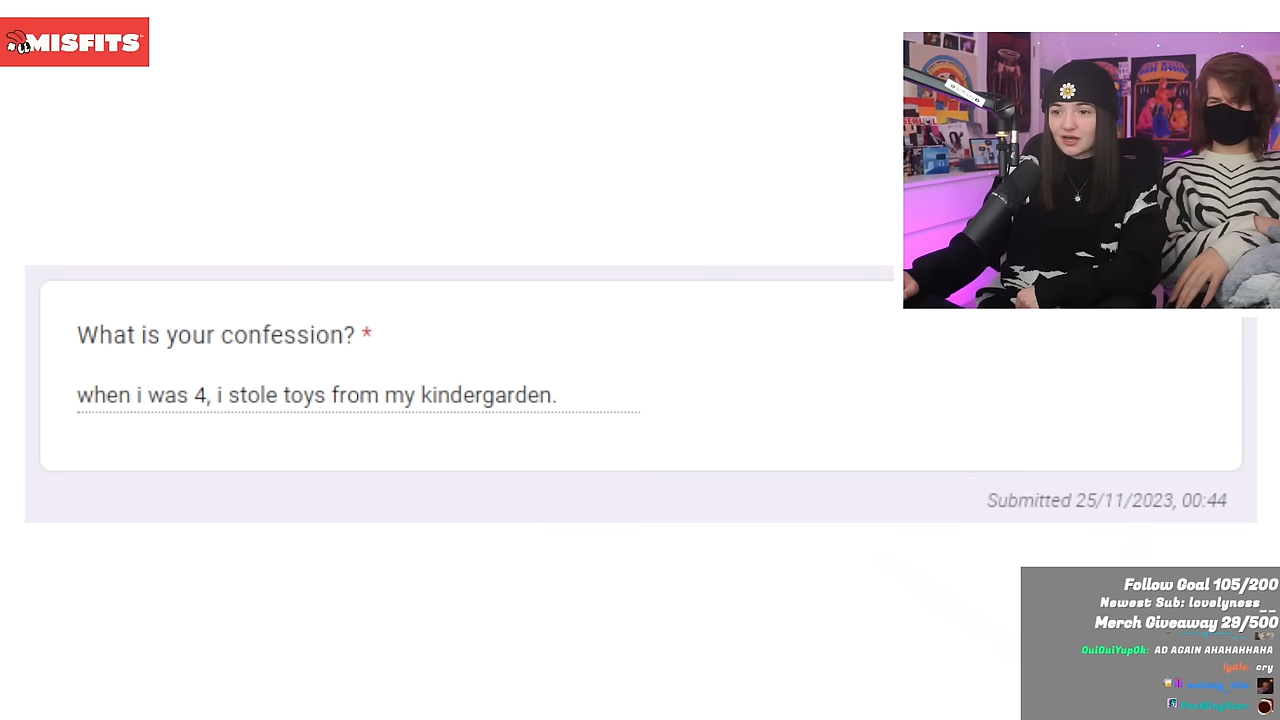 MISFITS
What is your confession? *
when i was 4, i stole toys from my kindergarden.
Submitted 25/11/2023, 00:44
Follow Goal 105/200
Newest Sub: lovelyness__
Merch Giveaway 29/500
OuiOuiYupOk: AD AGAIN AHAHAHHAHA
lydia: cry